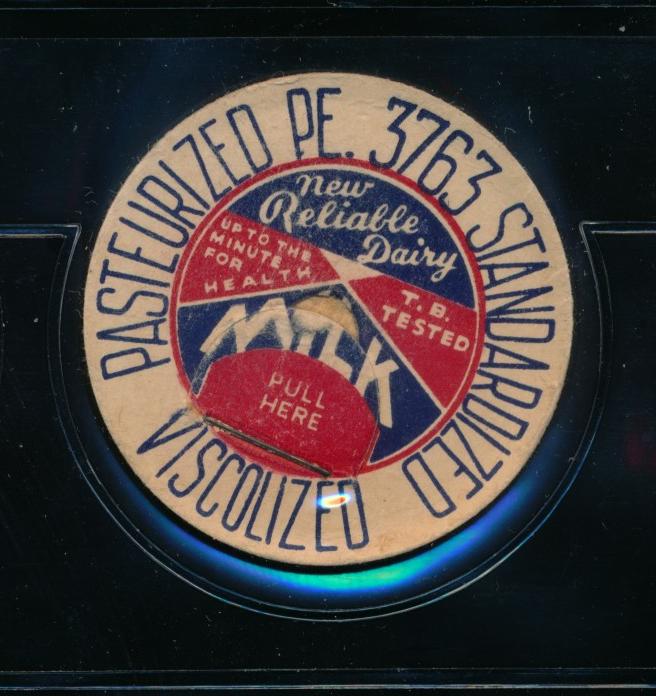 PASTEURIZED PE. 3763 STANDARDIZED
VISCOLIZED
New
Reliable
Dairy
UP TO THE
MINUTE
FOR
HEALTH
T. B.
TESTED
MILK
PULL
HERE